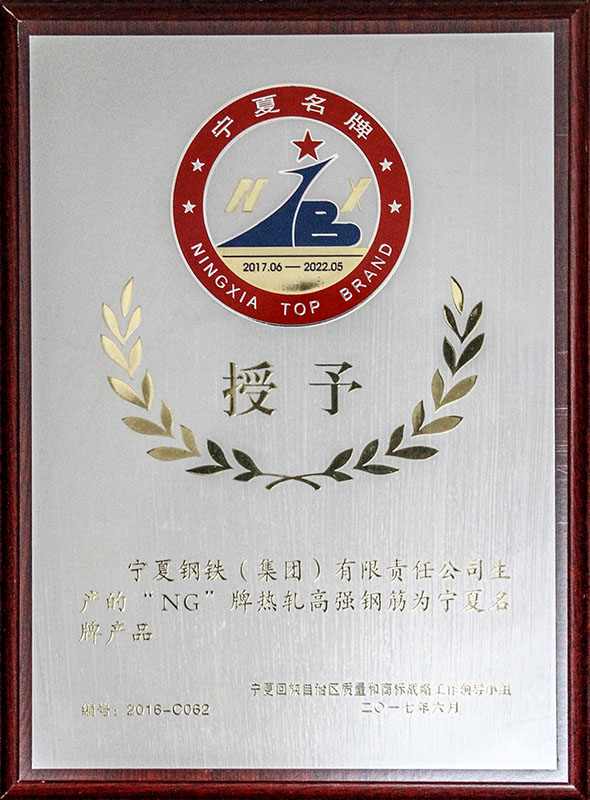 宁夏名牌
NX
B
2017.06 — 2022.05
NINGXIA TOP BRAND
授予
宁夏钢铁（集团）有限责任公司生
产的“NG”牌热轧高强钢筋为宁夏名
牌产品
宁夏回族自治区质量和商标战略工作领导小组
编号：2016-C062
二〇一七年六月